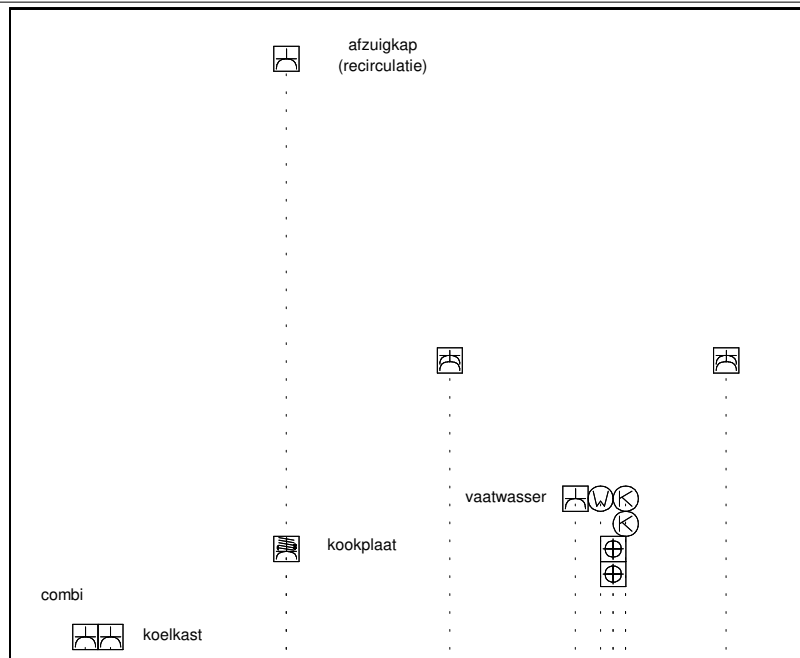 afzuigkap
(recirculatie)
vaatwasser W K
K
kookplaat
combi
koelkast